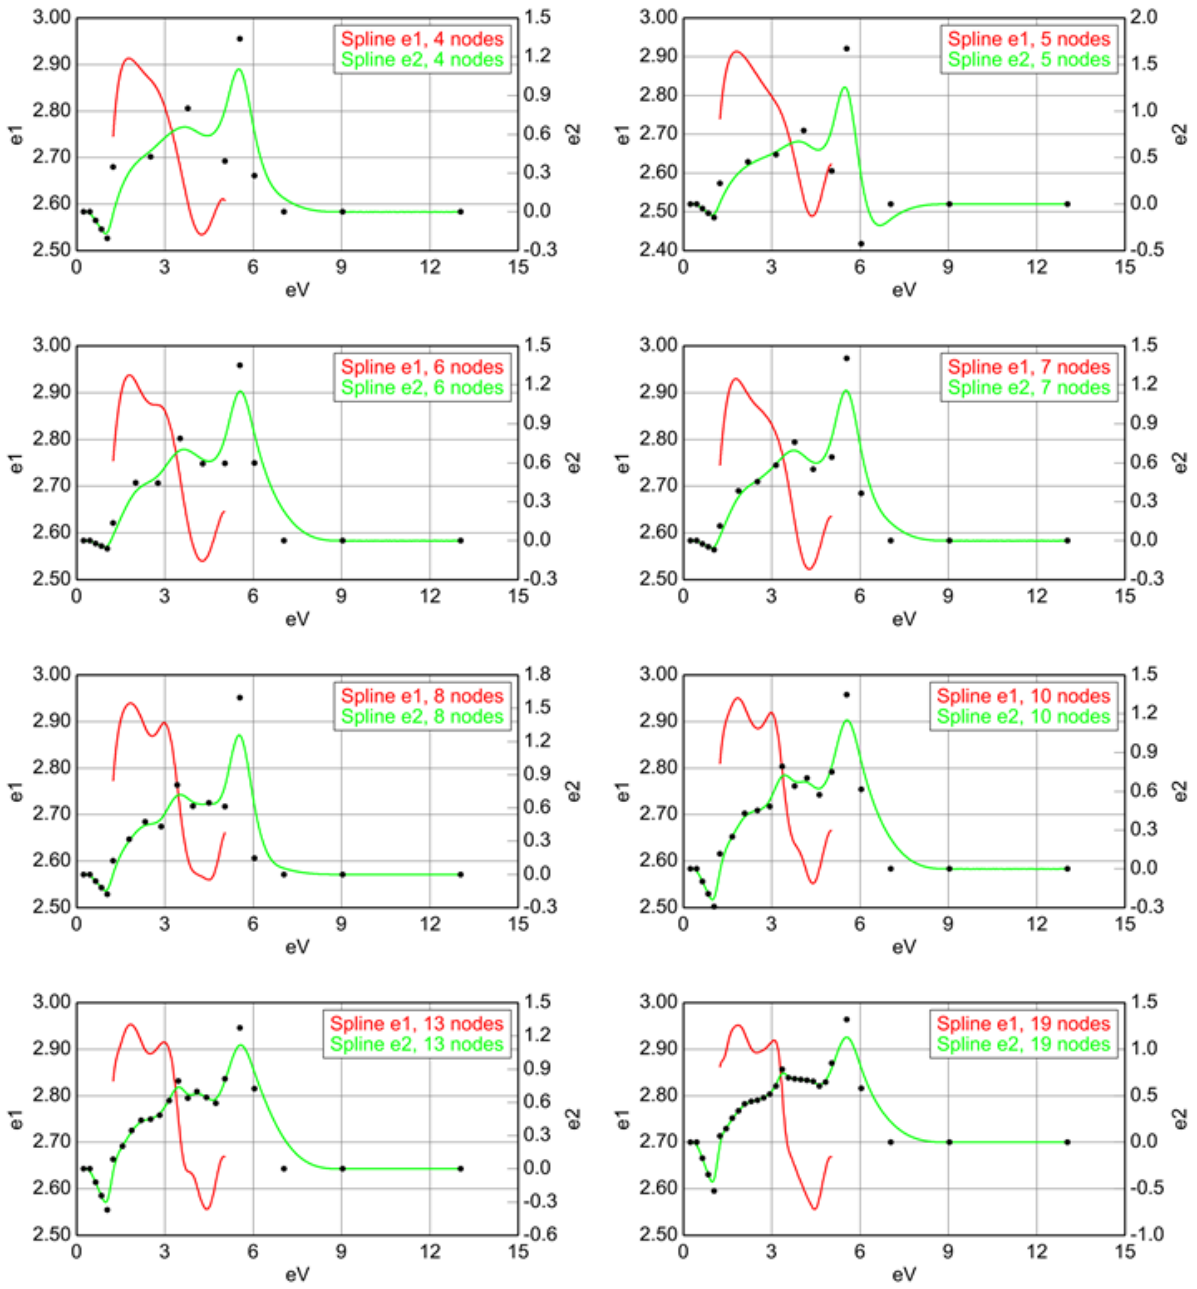 3.00 1.5
Spline e1, 4 nodes
Spline e2, 4 nodes
2.90 1.2
2.80 0.9
e1 e2
0.6
2.70
0.3
2.60 0.0
2.50 -0.3
0 3 6 9 12 15
eV
3.00 2.0
Spline e1, 5 nodes
Spline e2, 5 nodes
2.90 1.5
2.80 1.0
2.70
e1 e2
2.60 0.5
2.50 0.0
2.40 -0.5
0 3 6 9 12 15
eV
3.00 1.5
Spline e1, 6 nodes
Spline e2, 6 nodes
2.90 1.2
0.9
2.80
e1 e2
0.6
2.70
0.3
2.60 0.0
2.50 -0.3
0 3 6 9 12 15
eV
3.00 1.5
Spline e1, 7 nodes
Spline e2, 7 nodes
2.90 1.2
0.9
2.80
e1 e2
0.6
2.70
0.3
2.60 0.0
2.50 -0.3
0 3 6 9 12 15
eV
3.00 1.8
Spline e1, 8 nodes
Spline e2, 8 nodes
1.5
2.90
1.2
2.80 0.9
e1 e2
0.6
2.70
0.3
2.60
0.0
2.50 -0.3
0 3 6 9 12 15
eV
3.00 1.5
Spline e1, 10 nodes
Spline e2, 10 nodes
2.90 1.2
0.9
2.80
e1 e2
0.6
2.70
0.3
2.60 0.0
2.50 -0.3
0 3 6 9 12 15
eV
3.00 1.5
Spline e1, 13 nodes
Spline e2, 13 nodes
1.2
2.90
0.9
2.80
e1 e2
0.6
0.3
2.70
0.0
2.60
-0.3
2.50 -0.6
0 3 6 9 12 15
eV
3.00 1.5
Spline e1, 19 nodes
Spline e2, 19 nodes
2.90 1.0
2.80 0.5
e1 e2
2.70 0.0
2.60 -0.5
2.50 -1.0
0 3 6 9 12 15
eV